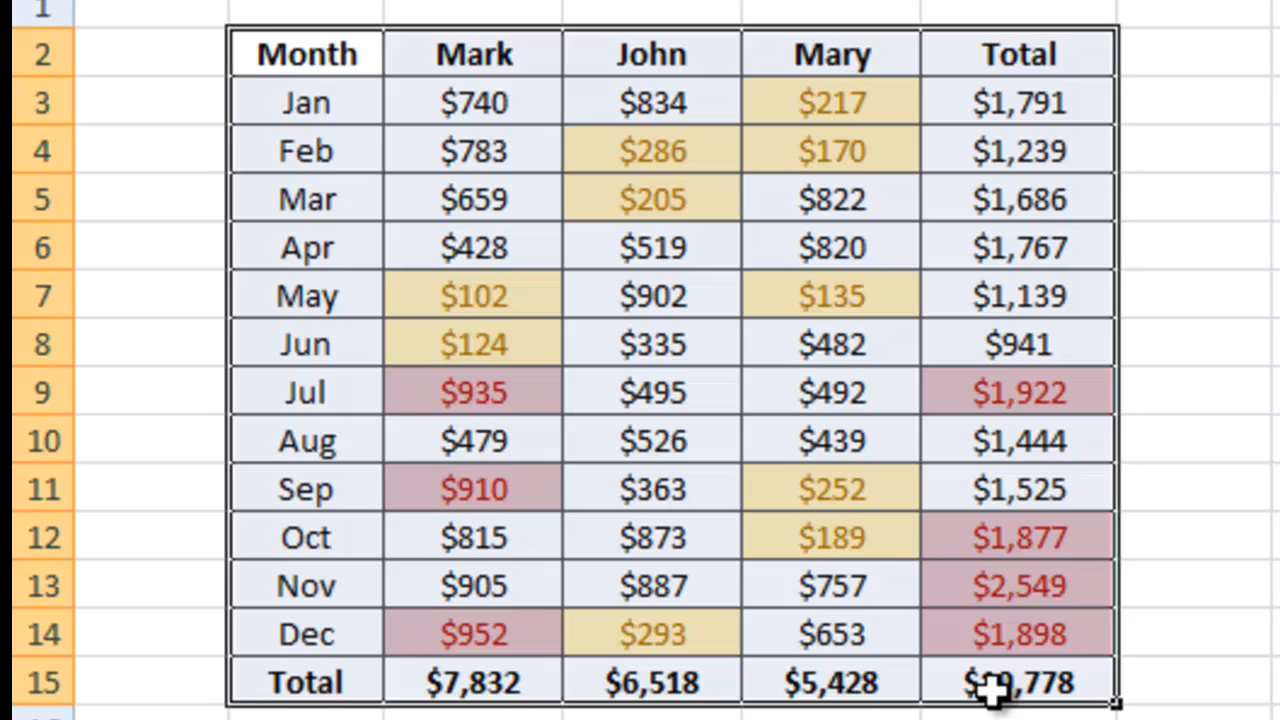 1
2 Month Mark John Mary Total
3 Jan $740 $834 $217 $1,791
4 Feb $783 $286 $170 $1,239
5 Mar $659 $205 $822 $1,686
6 Apr $428 $519 $820 $1,767
7 May $102 $902 $135 $1,139
8 Jun $124 $335 $482 $941
9 Jul $935 $495 $492 $1,922
10 Aug $479 $526 $439 $1,444
11 Sep $910 $363 $252 $1,525
12 Oct $815 $873 $189 $1,877
13 Nov $905 $887 $757 $2,549
14 Dec $952 $293 $653 $1,898
15 Total $7,832 $6,518 $5,428